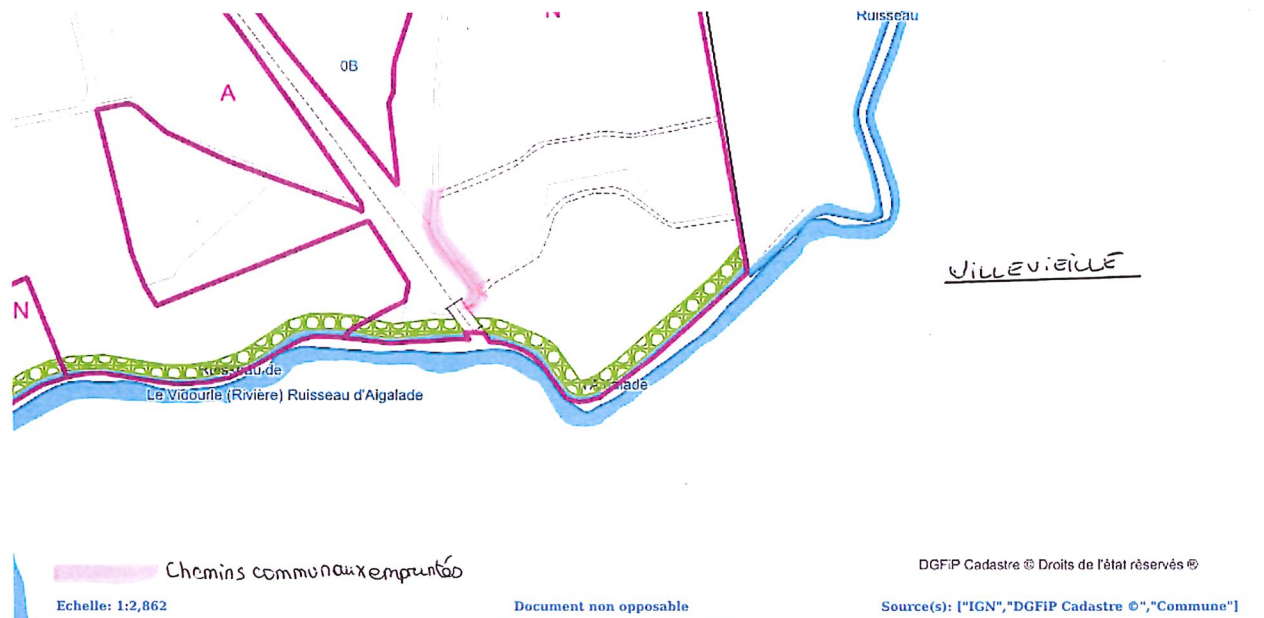 N
Ruisseau
0B
A
VILLEVIEILLE
N
Ruisseau de
l'Aigalade
Le Vidourle (Rivière) Ruisseau d'Aigalade
Chemins communaux empruntés
DGFiP Cadastre © Droits de l'état réservés ®
Echelle: 1:2,862
Document non opposable
Source(s): ["IGN","DGFiP Cadastre ©","Commune"]